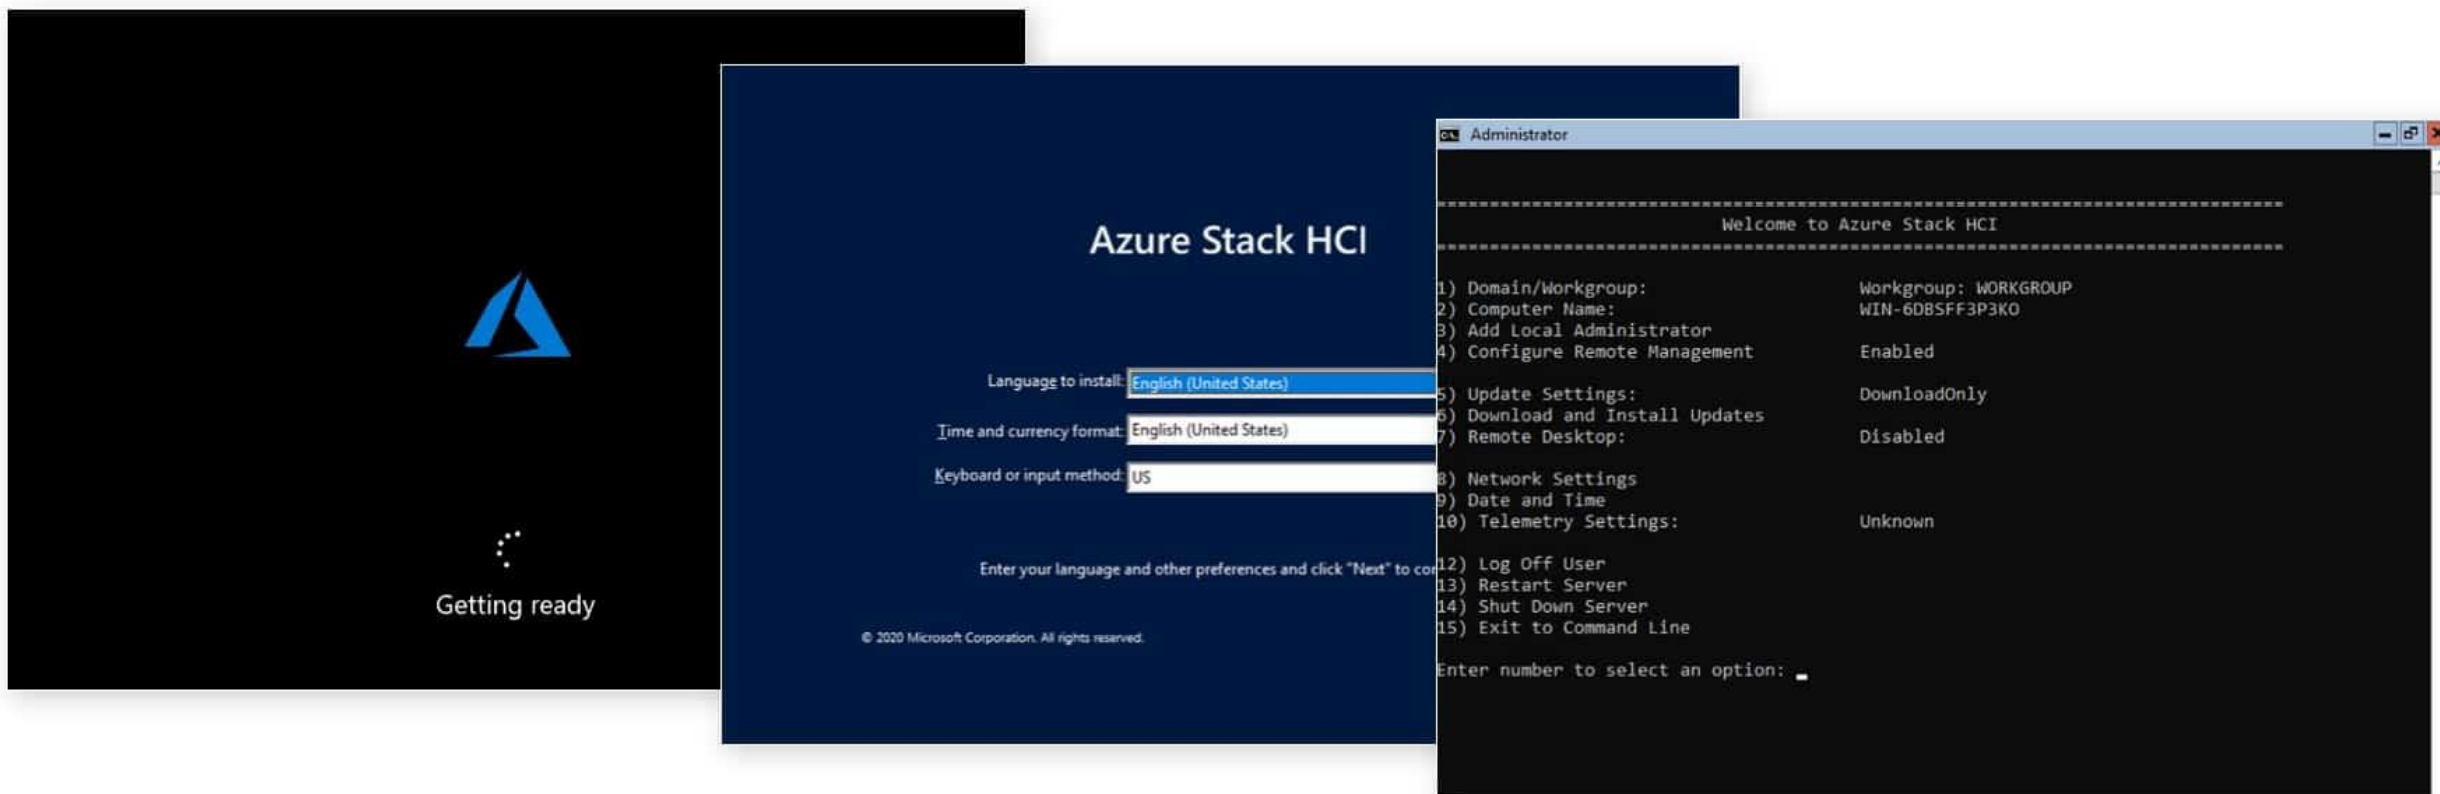 Getting ready
Azure Stack HCI
Language to install: English (United States)
Time and currency format: English (United States)
Keyboard or input method: US
Enter your language and other preferences and click "Next" to
© 2020 Microsoft Corporation. All rights reserved.
Administrator
================================================================================
Welcome to Azure Stack HCI
================================================================================
1) Domain/Workgroup: Workgroup: WORKGROUP
2) Computer Name: WIN-6DBSFF3P3KO
3) Add Local Administrator
4) Configure Remote Management Enabled
5) Update Settings: DownloadOnly
6) Download and Install Updates
7) Remote Desktop: Disabled
8) Network Settings
9) Date and Time
10) Telemetry Settings: Unknown
12) Log Off User
13) Restart Server
14) Shut Down Server
15) Exit to Command Line
Enter number to select an option: